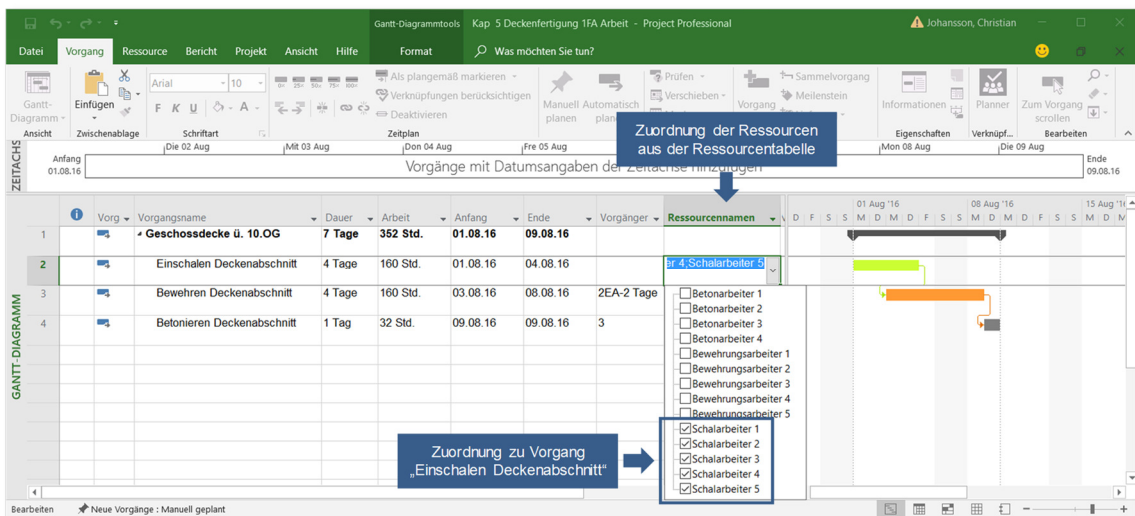 Gantt-Diagrammtools Kap 5 Deckenfertigung 1FA Arbeit - Project Professional Johansson, Christian
Datei Vorgang Ressource Bericht Projekt Ansicht Hilfe Format Was möchten Sie tun?
Gantt-
Diagramm
Ansicht
Einfügen
Zwischenablage
Arial 10
F K U A
Schriftart
0% 25% 50% 75% 100%
Als plangemäß markieren
Verknüpfungen berücksichtigen
Deaktivieren
Zeitplan
Manuell Automatisch
planen
Prüfen
Verschieben
Vorgang
Sammelvorgang
Meilenstein
Informationen
Eigenschaften
Planner
Verknüpf...
Zum Vorgang
scrollen
Bearbeiten
Zuordnung der Ressourcen
aus der Ressourcentabelle
ZEITACHS
Die 02 Aug Mit 03 Aug Don 04 Aug Fre 05 Aug Mon 08 Aug Die 09 Aug
Anfang
01.08.16
Vorgänge mit Datumsangaben der Zeitachse hinzufügen
Ende
09.08.16
GANTT-DIAGRAMM
Vorg Vorgangsname Dauer Arbeit Anfang Ende Vorgänger Ressourcennamen
01 Aug '16 08 Aug '16 15 Aug '16
D F S S M D M D F S S M D M D F S S M D M
1 Geschossdecke ü. 10.OG 7 Tage 352 Std. 01.08.16 09.08.16
2 Einschalen Deckenabschnitt 4 Tage 160 Std. 01.08.16 04.08.16 er 4;Schalarbeiter 5
3 Bewehren Deckenabschnitt 4 Tage 160 Std. 03.08.16 08.08.16 2EA-2 Tage
4 Betonieren Deckenabschnitt 1 Tag 32 Std. 09.08.16 09.08.16 3
Betonarbeiter 1
Betonarbeiter 2
Betonarbeiter 3
Betonarbeiter 4
Bewehrungsarbeiter 1
Bewehrungsarbeiter 2
Bewehrungsarbeiter 3
Bewehrungsarbeiter 4
Bewehrungsarbeiter 5
Schalarbeiter 1
Schalarbeiter 2
Schalarbeiter 3
Schalarbeiter 4
Schalarbeiter 5
Zuordnung zu Vorgang
„Einschalen Deckenabschnitt“
Bearbeiten Neue Vorgänge : Manuell geplant